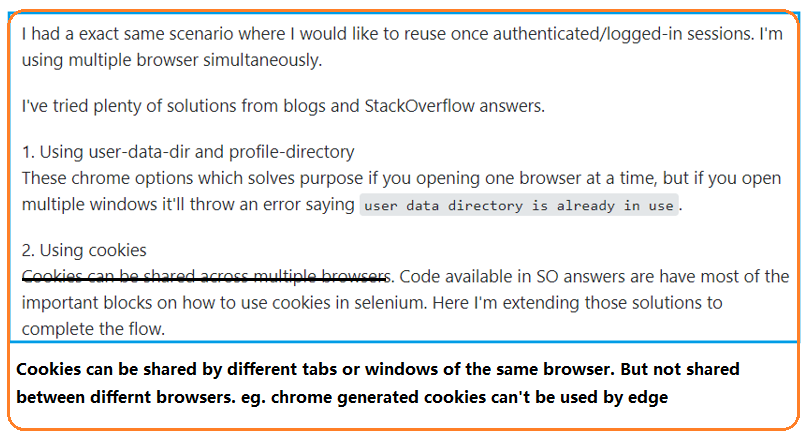 I had a exact same scenario where I would like to reuse once authenticated/logged-in sessions. I'm
using multiple browser simultaneously.
I've tried plenty of solutions from blogs and StackOverflow answers.
1. Using user-data-dir and profile-directory
These chrome options which solves purpose if you opening one browser at a time, but if you open
multiple windows it'll throw an error saying user data directory is already in use.
2. Using cookies
Cookies can be shared across multiple browsers. Code available in SO answers are have most of the
important blocks on how to use cookies in selenium. Here I'm extending those solutions to
complete the flow.
Cookies can be shared by different tabs or windows of the same browser. But not shared
between differnt browsers. eg. chrome generated cookies can't be used by edge